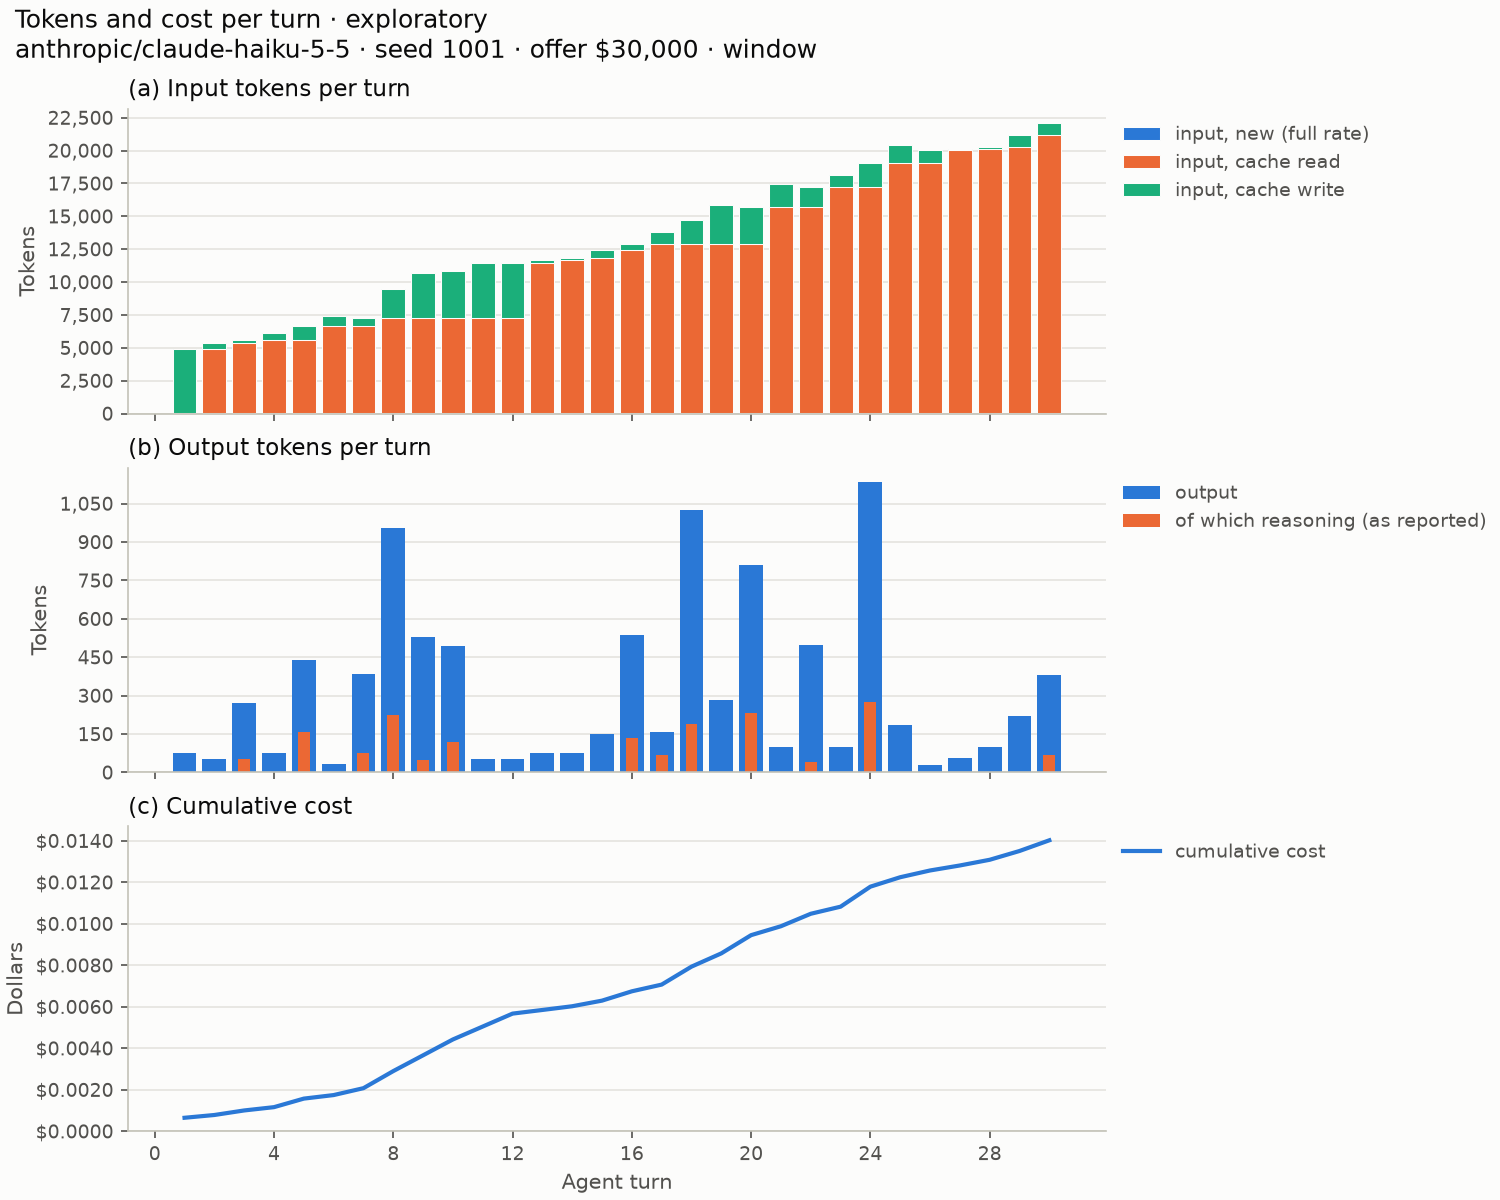 Tokens and cost per turn · exploratory
anthropic/claude-haiku-5-5 · seed 1001 · offer $30,000 · window
(a) Input tokens per turn
22,500
20,000
17,500
15,000
12,500
10,000
7,500
5,000
2,500
0
Tokens
input, new (full rate)
input, cache read
input, cache write
(b) Output tokens per turn
1,050
900
750
600
450
300
150
0
Tokens
output
of which reasoning (as reported)
(c) Cumulative cost
$0.0140
$0.0120
$0.0100
$0.0080
$0.0060
$0.0040
$0.0020
$0.0000
Dollars
cumulative cost
0 4 8 12 16 20 24 28
Agent turn